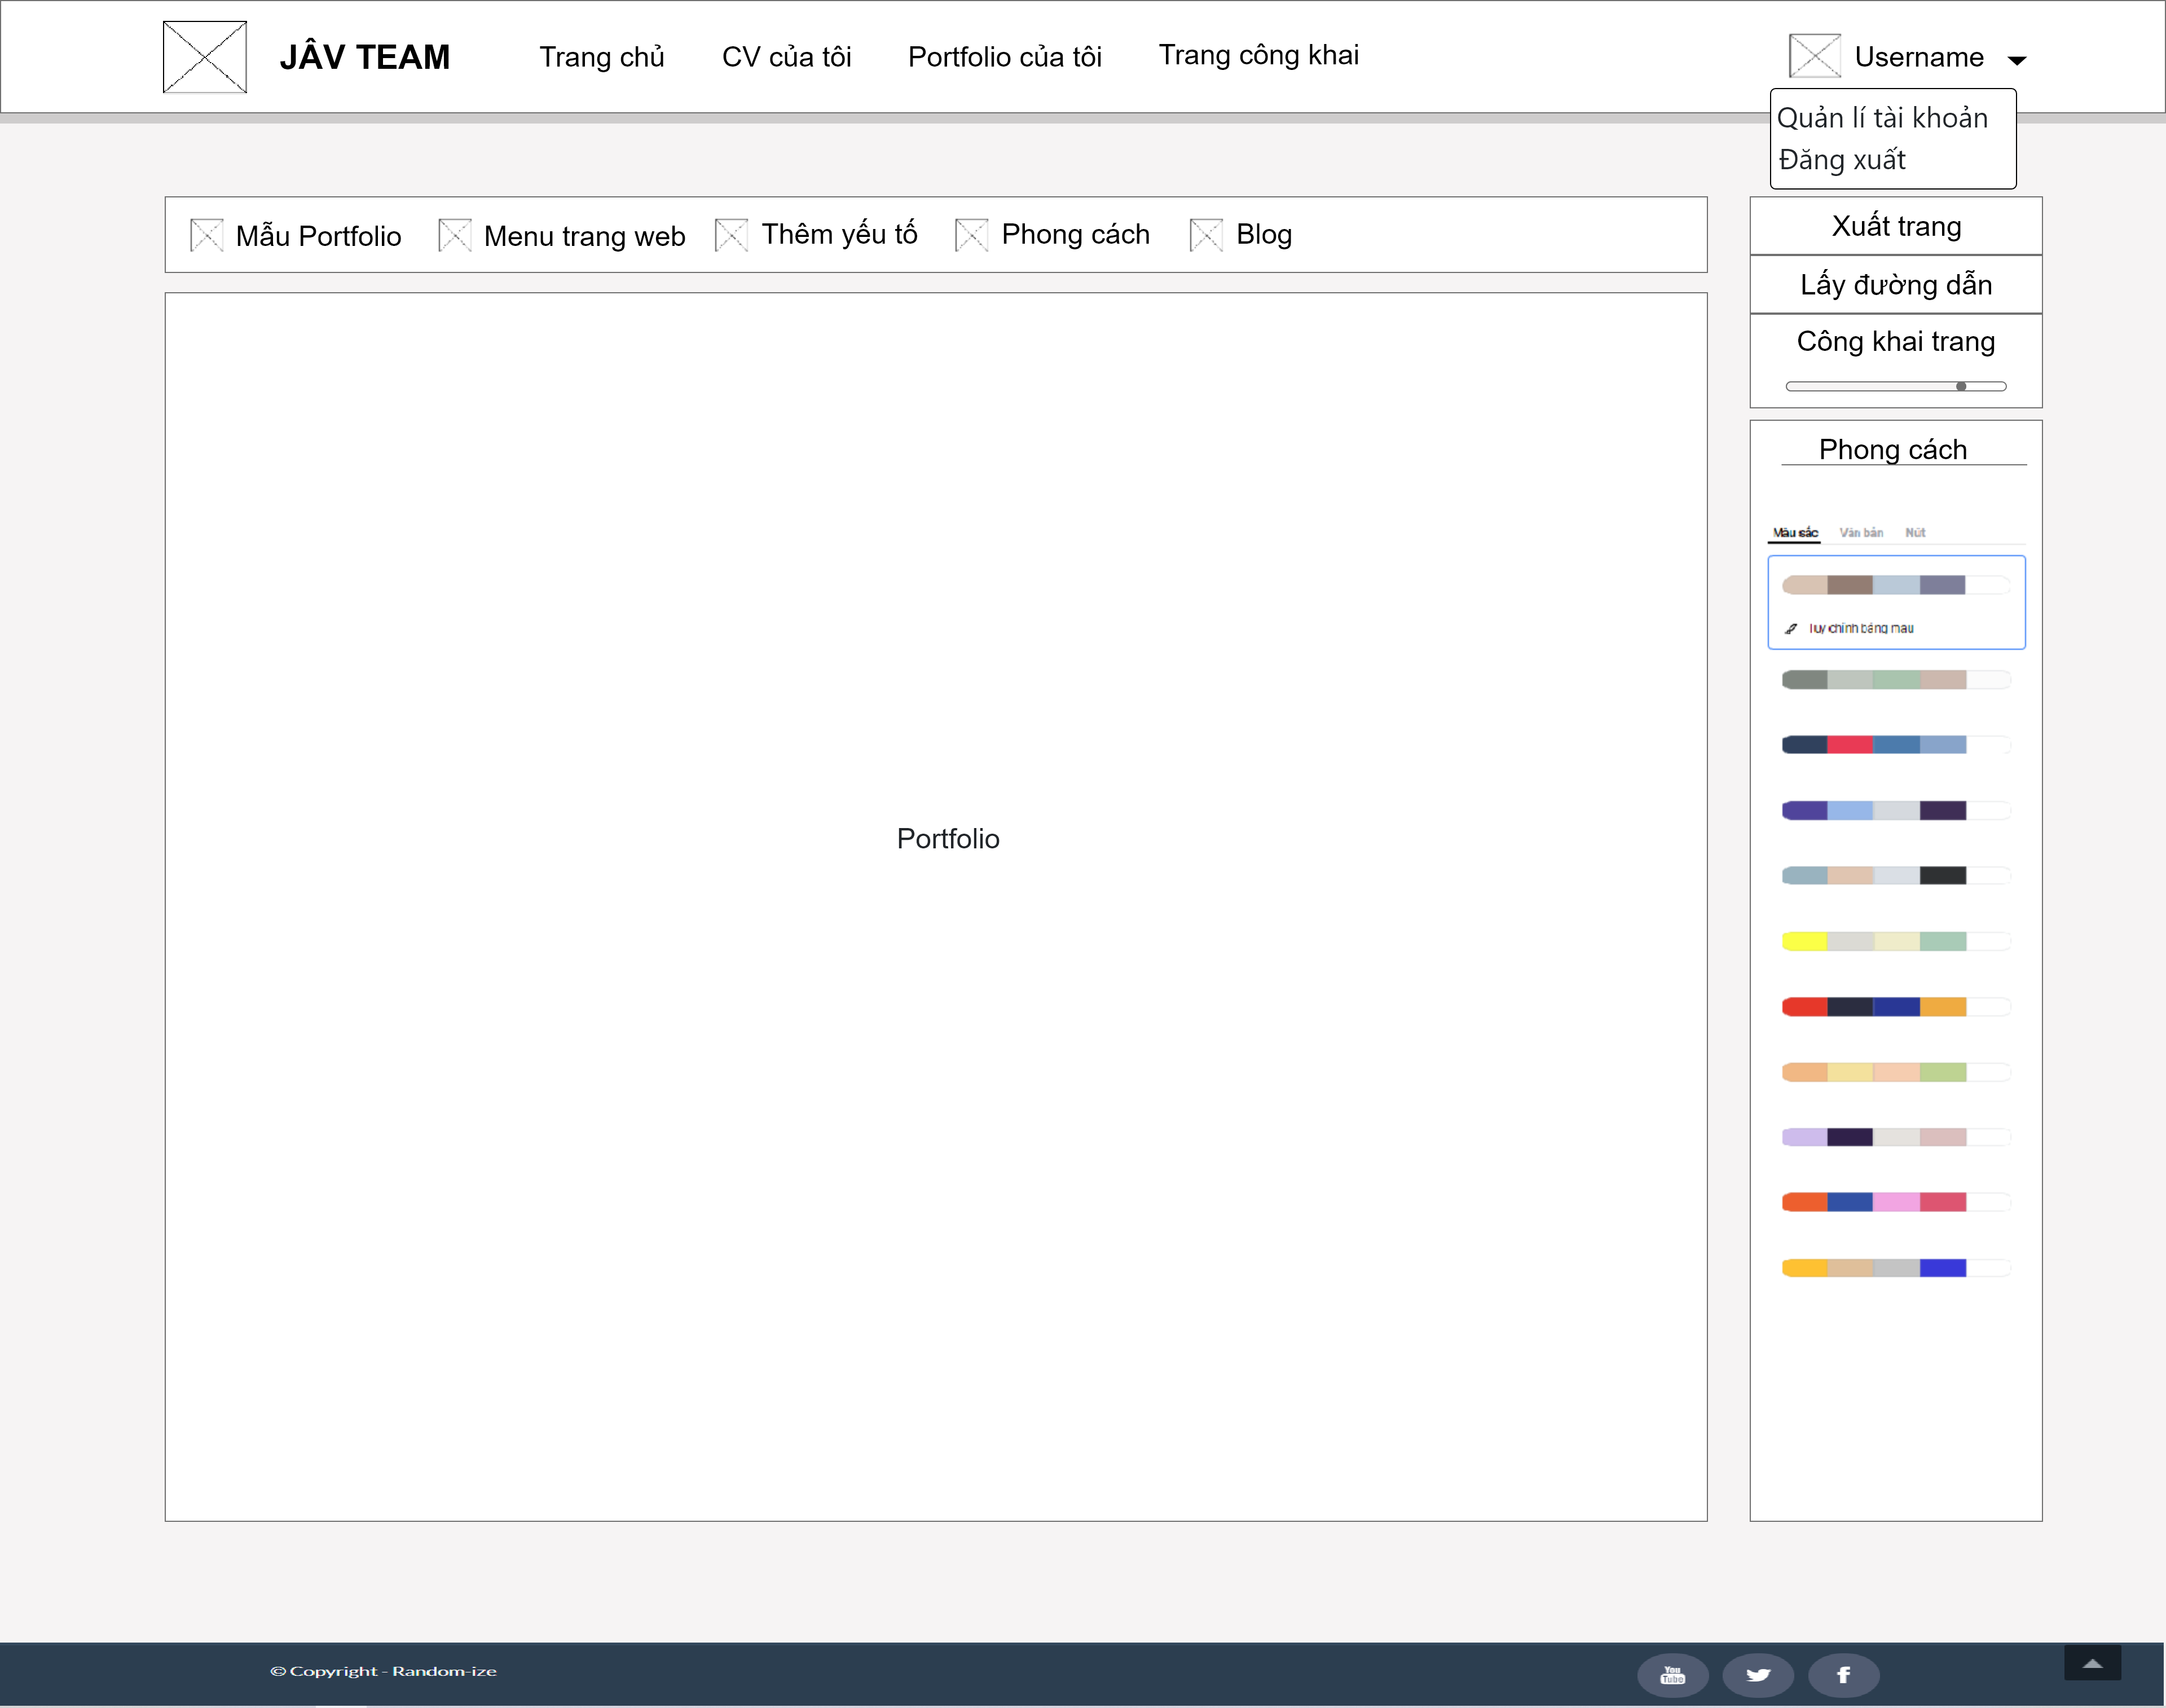 JÂV TEAM
Trang chủ
CV của tôi
Portfolio của tôi
Trang công khai
Username
Quản lí tài khoản
Đăng xuất
Mẫu Portfolio
Menu trang web
Thêm yếu tố
Phong cách
Blog
Xuất trang
Lấy đường dẫn
Công khai trang
Phong cách
Màu sắc
Văn bản
Nút
Tùy chỉnh bảng màu
Portfolio
© Copyright - Random-ize
You
Tube